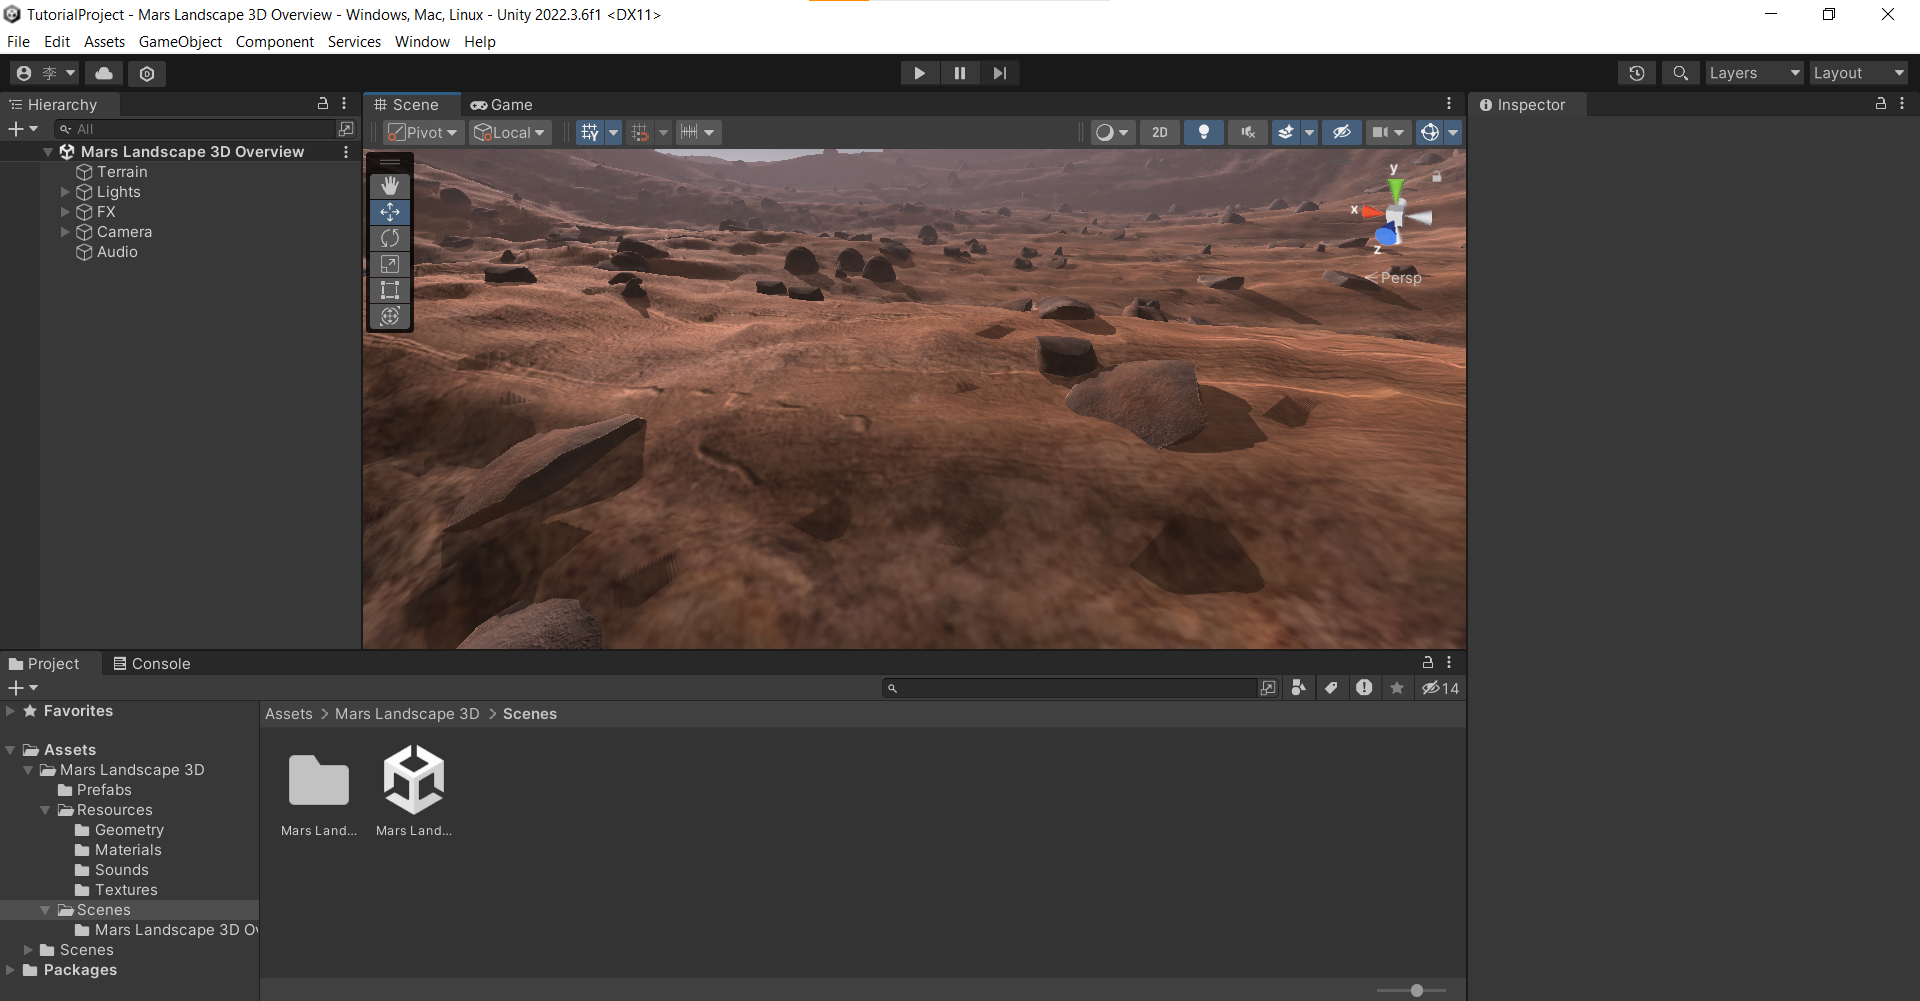 TutorialProject - Mars Landscape 3D Overview - Windows, Mac, Linux - Unity 2022.3.6f1 <DX11>
File Edit Assets GameObject Component Services Window Help
李 Layers Layout
Hierarchy
All
Mars Landscape 3D Overview
Terrain
Lights
FX
Camera
Audio
Scene Game
Pivot Local 2D
y
x
z
Persp
Inspector
Project Console
14
Favorites
Assets
Mars Landscape 3D
Prefabs
Resources
Geometry
Materials
Sounds
Textures
Scenes
Mars Landscape 3D Ov
Scenes
Packages
Assets > Mars Landscape 3D > Scenes
Mars Land... Mars Land...